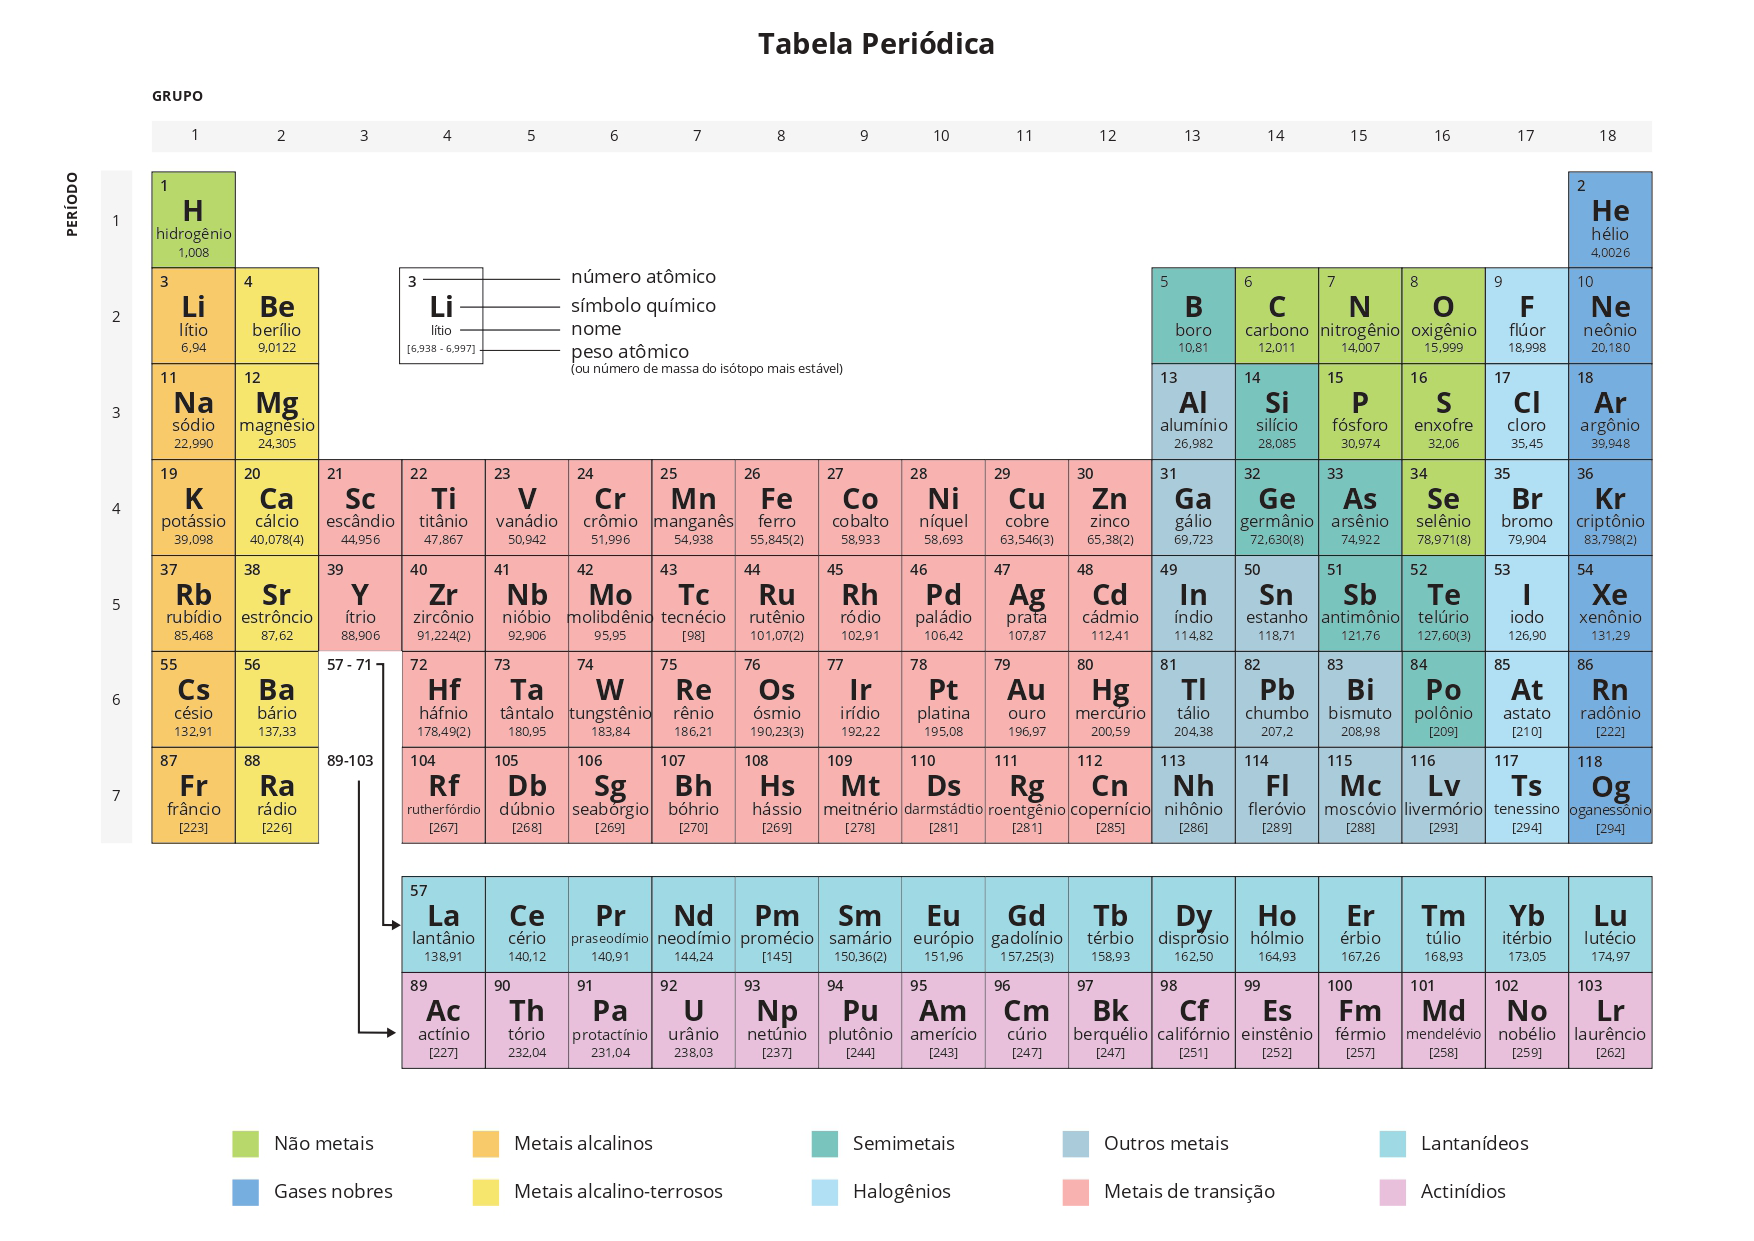 Tabela Periódica
GRUPO
1 2 3 4 5 6 7 8 9 10 11 12 13 14 15 16 17 18
PERÍODO
1
1 2
H He
hidrogênio hélio
1,008 4,0026
2
3 4 5 6 7 8 9 10
Li Be B C N O F Ne
lítio berílio boro carbono nitrogênio oxigênio flúor neônio
6,94 9,0122 10,81 12,011 14,007 15,999 18,998 20,180
3 número atômico
Li símbolo químico
lítio nome
[6,938 - 6,997] peso atômico
(ou número de massa do isótopo mais estável)
3
11 12 13 14 15 16 17 18
Na Mg Al Si P S Cl Ar
sódio magnésio alumínio silício fósforo enxofre cloro argônio
22,990 24,305 26,982 28,085 30,974 32,06 35,45 39,948
4
19 20 21 22 23 24 25 26 27 28 29 30 31 32 33 34 35 36
K Ca Sc Ti V Cr Mn Fe Co Ni Cu Zn Ga Ge As Se Br Kr
potássio cálcio escândio titânio vanádio crômio manganês ferro cobalto níquel cobre zinco gálio germânio arsênio selênio bromo criptônio
39,098 40,078(4) 44,956 47,867 50,942 51,996 54,938 55,845(2) 58,933 58,693 63,546(3) 65,38(2) 69,723 72,630(8) 74,922 78,971(8) 79,904 83,798(2)
5
37 38 39 40 41 42 43 44 45 46 47 48 49 50 51 52 53 54
Rb Sr Y Zr Nb Mo Tc Ru Rh Pd Ag Cd In Sn Sb Te I Xe
rubídio estrôncio ítrio zircônio nióbio molibdênio tecnécio rutênio ródio paládio prata cádmio índio estanho antimônio telúrio iodo xenônio
85,468 87,62 88,906 91,224(2) 92,906 95,95 [98] 101,07(2) 102,91 106,42 107,87 112,41 114,82 118,71 121,76 127,60(3) 126,90 131,29
6
55 56 57 - 71 72 73 74 75 76 77 78 79 80 81 82 83 84 85 86
Cs Ba Hf Ta W Re Os Ir Pt Au Hg Tl Pb Bi Po At Rn
césio bário háfnio tântalo tungstênio rênio ósmio irídio platina ouro mercúrio tálio chumbo bismuto polônio astato radônio
132,91 137,33 178,49(2) 180,95 183,84 186,21 190,23(3) 192,22 195,08 196,97 200,59 204,38 207,2 208,98 [209] [210] [222]
7
87 88 89-103 104 105 106 107 108 109 110 111 112 113 114 115 116 117 118
Fr Ra Rf Db Sg Bh Hs Mt Ds Rg Cn Nh Fl Mc Lv Ts Og
frâncio rádio rutherfórdio dúbnio seabórgio bóhrio hássio meitnério darmstádtio roentgênio copernício nihônio fleróvio moscóvio livermório tenessino oganessônio
[223] [226] [267] [268] [269] [270] [269] [278] [281] [281] [285] [286] [289] [288] [293] [294] [294]
57
La Ce Pr Nd Pm Sm Eu Gd Tb Dy Ho Er Tm Yb Lu
lantânio cério praseodímio neodímio promécio samário európio gadolínio térbio disprósio hólmio érbio túlio itérbio lutécio
138,91 140,12 140,91 144,24 [145] 150,36(2) 151,96 157,25(3) 158,93 162,50 164,93 167,26 168,93 173,05 174,97
89 90 91 92 93 94 95 96 97 98 99 100 101 102 103
Ac Th Pa U Np Pu Am Cm Bk Cf Es Fm Md No Lr
actínio tório protactínio urânio netúnio plutônio amerício cúrio berquélio califórnio einstênio férmio mendelévio nobélio laurêncio
[227] 232,04 231,04 238,03 [237] [244] [243] [247] [247] [251] [252] [257] [258] [259] [262]
Não metais Metais alcalinos Semimetais Outros metais Lantanídeos
Gases nobres Metais alcalino-terrosos Halogênios Metais de transição Actinídios